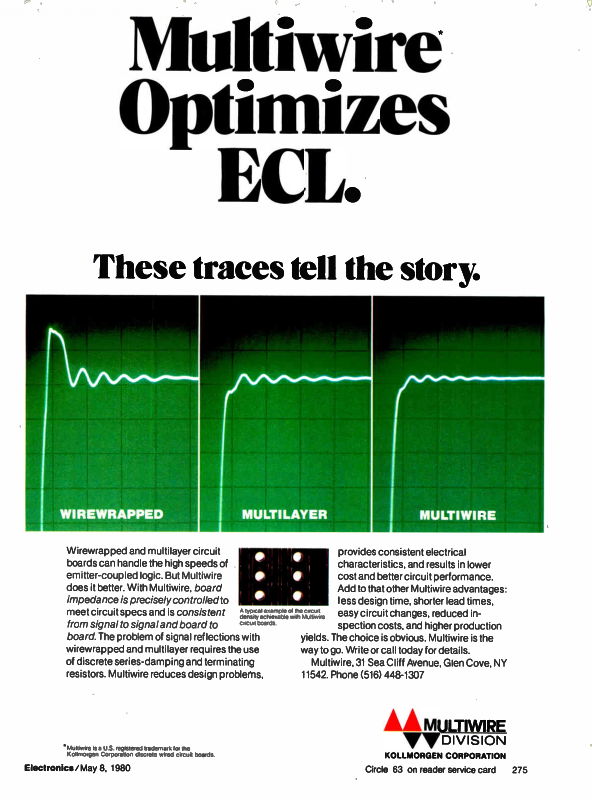 Multiwire*
Optimizes
ECL.
These traces tell the story.
WIREWRAPPED
MULTILAYER
MULTIWIRE
Wirewrapped and multilayer circuit
boards can handle the high speeds of
emitter-coupled logic. But Multiwire
does it better. With Multiwire, board
impedance is precisely controlled to
meet circuit specs and is consistent
from signal to signal and board to
board. The problem of signal reflections with
wirewrapped and multilayer requires the use
of discrete series-damping and terminating
resistors. Multiwire reduces design problems,
A typical example of the circuit
density achievable with Multiwire
circuit boards.
provides consistent electrical
characteristics, and results in lower
cost and better circuit performance.
Add to that other Multiwire advantages:
less design time, shorter lead times,
easy circuit changes, reduced in-
spection costs, and higher production
yields. The choice is obvious. Multiwire is the
way to go. Write or call today for details.
Multiwire, 31 Sea Cliff Avenue, Glen Cove, NY
11542. Phone (516) 448-1307
MULTIWIRE
DIVISION
KOLLMORGEN CORPORATION
*Multiwire is a U.S. registered trademark for the
Kollmorgen Corporation discrete wired circuit boards.
Electronics/May 8, 1980
Circle 63 on reader service card 275